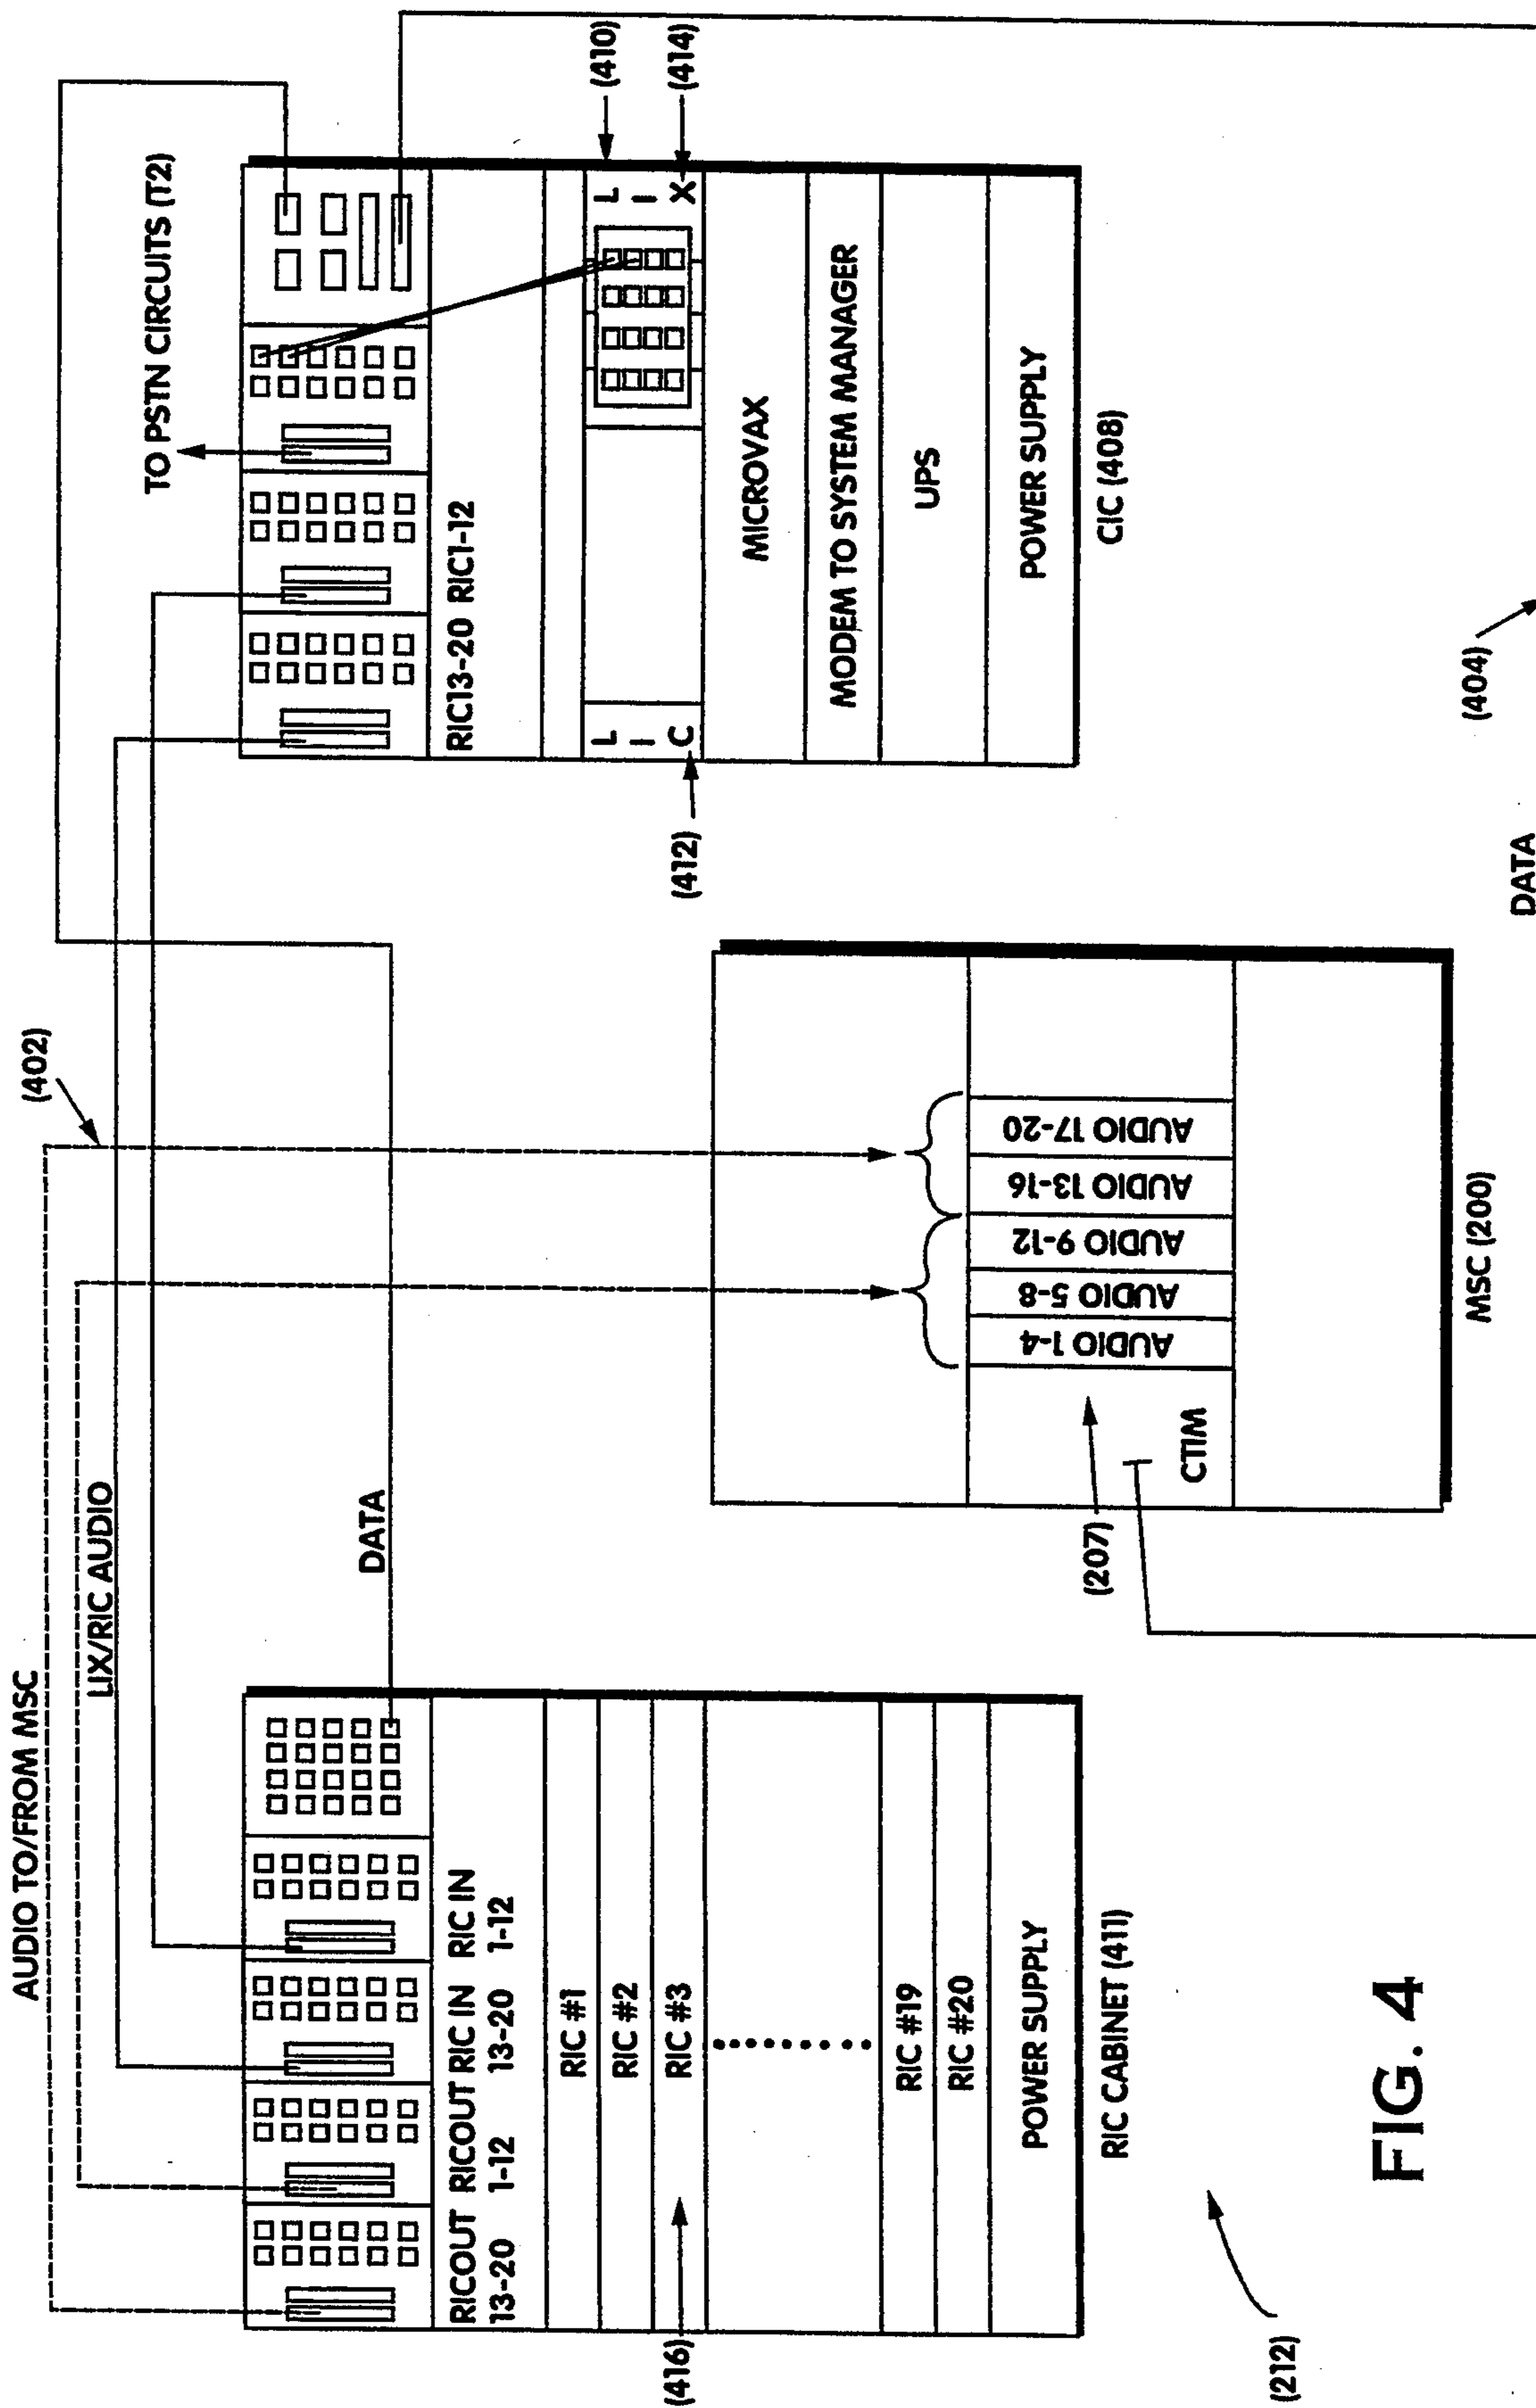 AUDIO TO/FROM MSC
LIX/RIC AUDIO
(402)
DATA
TO PSTN CIRCUITS (T2)
RICOUT
13-20
RICOUT
1-12
RIC IN
13-20
RIC IN
1-12
RIC #1
RIC #2
RIC #3
RIC #19
RIC #20
POWER SUPPLY
RIC CABINET (411)
(416)
(212)
CTIM
AUDIO 1-4
AUDIO 5-8
AUDIO 9-12
AUDIO 13-16
AUDIO 17-20
(207)
MSC (200)
RIC13-20 RIC1-12
LIC
LIX
(410)
(414)
(412)
MICROVAX
MODEM TO SYSTEM MANAGER
UPS
POWER SUPPLY
CIC (408)
(404)
DATA
FIG. 4